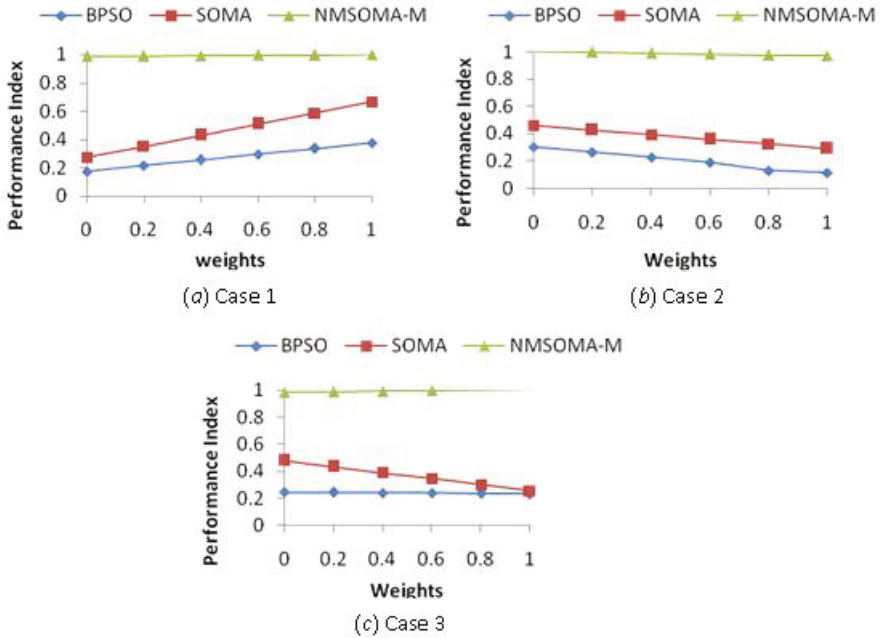 BPSO SOMA NMSOMA-M
Performance Index
1
0.8
0.6
0.4
0.2
0
0 0.2 0.4 0.6 0.8 1
weights
(a) Case 1
BPSO SOMA NMSOMA-M
Performance Index
1
0.8
0.6
0.4
0.2
0
0 0.2 0.4 0.6 0.8 1
Weights
(b) Case 2
BPSO SOMA NMSOMA-M
Performance Index
1
0.8
0.6
0.4
0.2
0
0 0.2 0.4 0.6 0.8 1
Weights
(c) Case 3